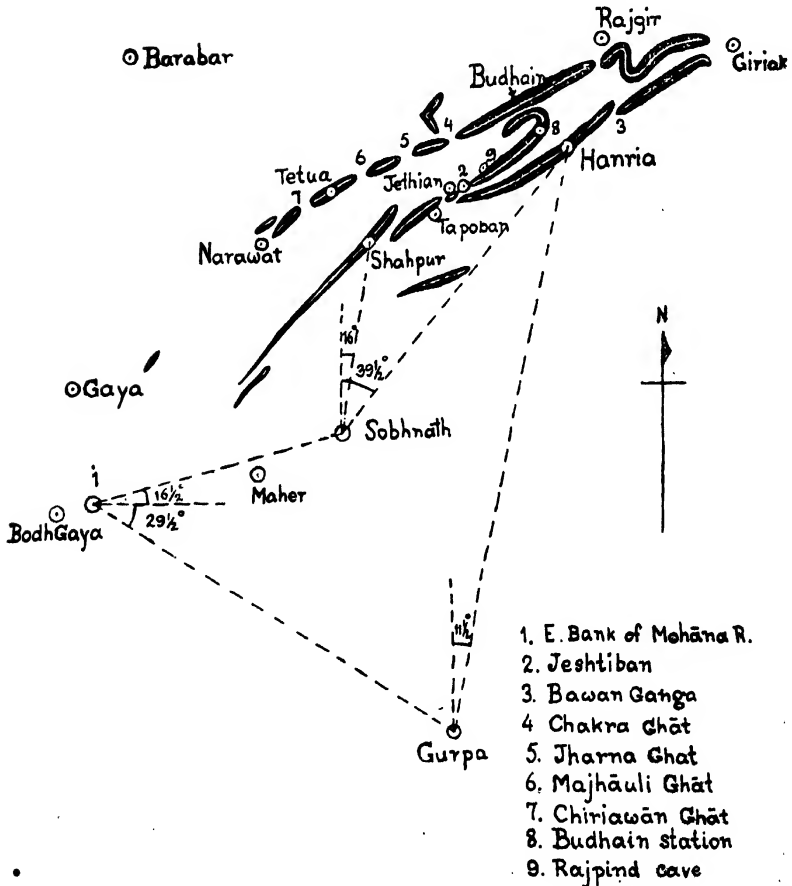 Rajgir
Barabar
Giriak
Budhain
4
3
8
5
Hanria
6
9
Tetua
Jethian
2
7
Tapoban
Narawat
Shahpur
N
16°
39½°
Gaya
Sobhnāth
1
Maher
16½°
BodhGaya
29½°
11½°
1. E. Bank of Mohāna R.
2. Jeshtiban
3. Bawan Ganga
4 Chakra Ghāt
5. Jharna Ghat
6. Majhāuli Ghāt
7. Chiriawān Ghāt
8. Budhain station
9. Rajpind cave
Gurpa